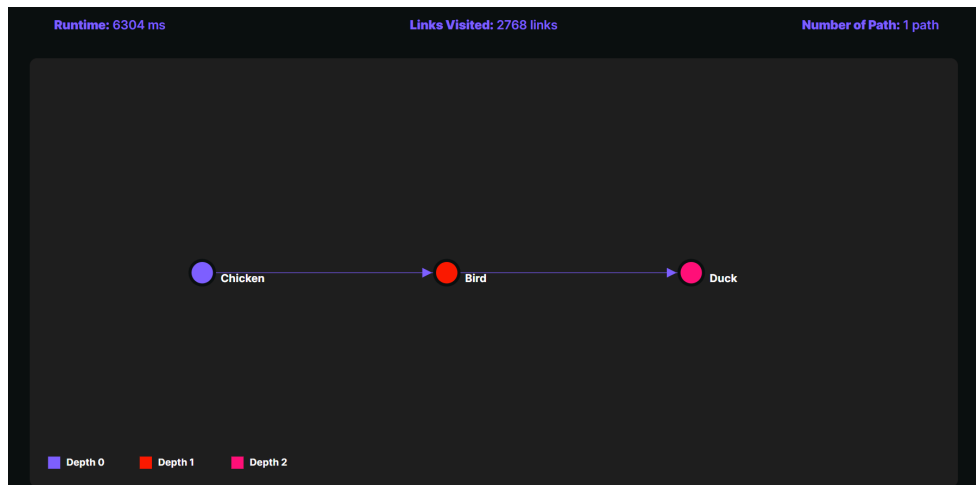 Runtime: 6304 ms
Links Visited: 2768 links
Number of Path: 1 path
Chicken
Bird
Duck
Depth 0
Depth 1
Depth 2